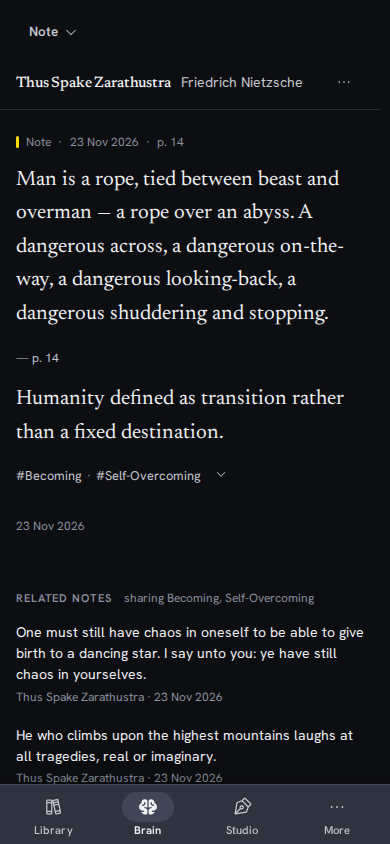 Note
Thus Spake Zarathustra Friedrich Nietzsche ...
Note · 23 Nov 2026 · p. 14
Man is a rope, tied between beast and
overman — a rope over an abyss. A
dangerous across, a dangerous on-the-
way, a dangerous looking-back, a
dangerous shuddering and stopping.
— p. 14
Humanity defined as transition rather
than a fixed destination.
#Becoming · #Self-Overcoming
23 Nov 2026
RELATED NOTES sharing Becoming, Self-Overcoming
One must still have chaos in oneself to be able to give
birth to a dancing star. I say unto you: ye have still
chaos in yourselves.
Thus Spake Zarathustra · 23 Nov 2026
He who climbs upon the highest mountains laughs at
all tragedies, real or imaginary.
Thus Spake Zarathustra · 23 Nov 2026
Library Brain Studio More